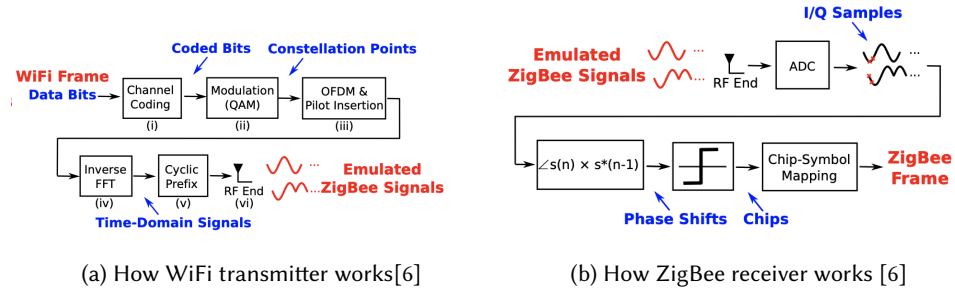 Coded Bits
Constellation Points
WiFi Frame
Data Bits
Channel
Coding
(i)
Modulation
(QAM)
(ii)
OFDM &
Pilot Insertion
(iii)
Inverse
FFT
(iv)
Cyclic
Prefix
(v)
RF End
(vi)
...
...
Emulated
ZigBee Signals
Time-Domain Signals
(a) How WiFi transmitter works[6]
I/Q Samples
Emulated
ZigBee Signals
...
...
RF End
ADC
...
...
∠s(n) × s*(n-1)
Chip-Symbol
Mapping
ZigBee
Frame
Phase Shifts
Chips
(b) How ZigBee receiver works [6]